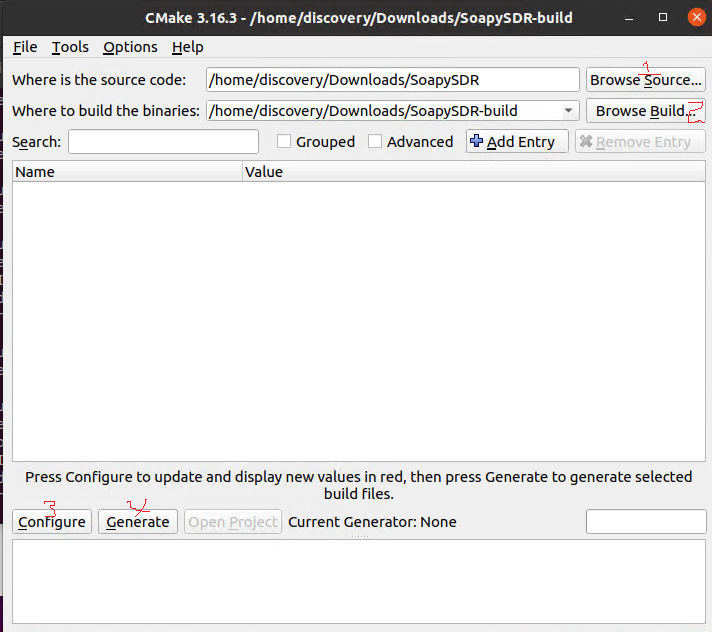 CMake 3.16.3 - /home/discovery/Downloads/SoapySDR-build
File Tools Options Help
1
Where is the source code: /home/discovery/Downloads/SoapySDR Browse Source...
Where to build the binaries: /home/discovery/Downloads/SoapySDR-build Browse Build... 2
Search: Grouped Advanced Add Entry Remove Entry
Name Value
Press Configure to update and display new values in red, then press Generate to generate selected
build files.
3 4
Configure Generate Open Project Current Generator: None